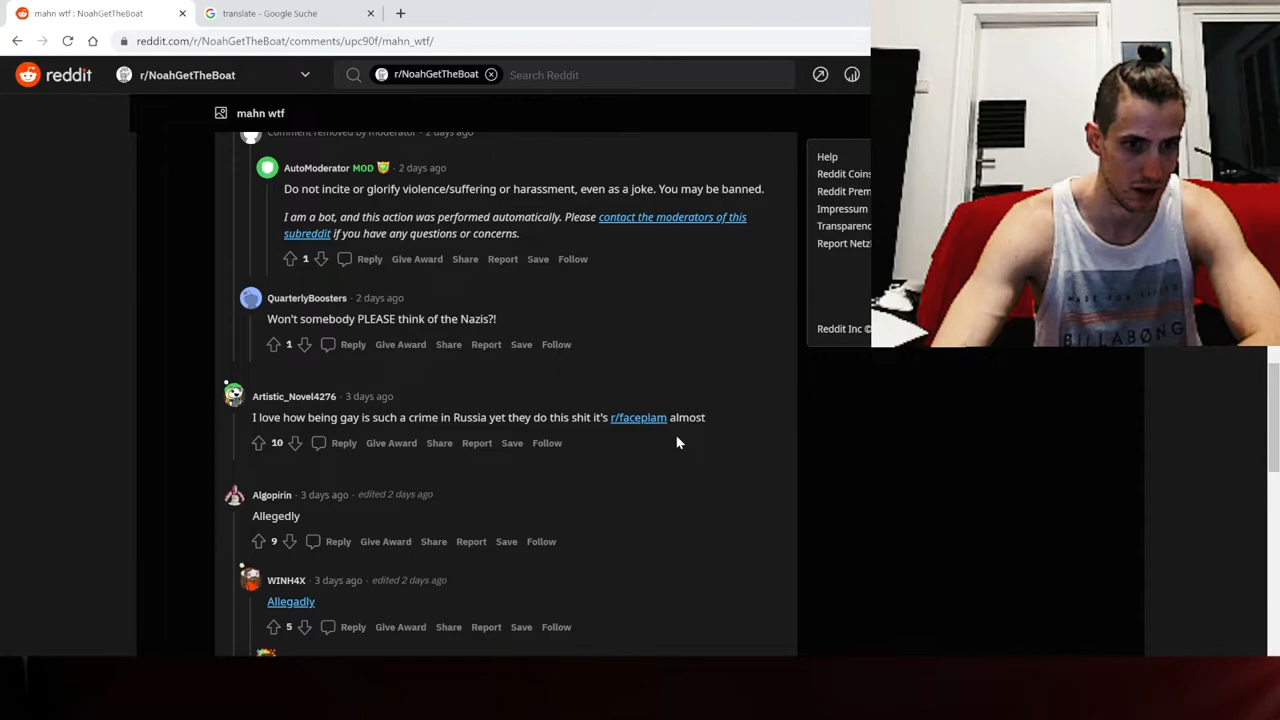 mahn wtf : NoahGetTheBoat
translate - Google Suche
reddit.com/r/NoahGetTheBoat/comments/upc90f/mahn_wtf/
reddit
r/NoahGetTheBoat
r/NoahGetTheBoat
Search Reddit
mahn wtf
Comment removed by moderator · 2 days ago
AutoModerator MOD · 2 days ago
Do not incite or glorify violence/suffering or harassment, even as a joke. You may be banned.
I am a bot, and this action was performed automatically. Please contact the moderators of this
subreddit if you have any questions or concerns.
1 Reply Give Award Share Report Save Follow
QuarterlyBoosters · 2 days ago
Won't somebody PLEASE think of the Nazis?!
1 Reply Give Award Share Report Save Follow
Artistic_Novel4276 · 3 days ago
I love how being gay is such a crime in Russia yet they do this shit it's r/faceplam almost
10 Reply Give Award Share Report Save Follow
Algopirin · 3 days ago · edited 2 days ago
Allegedly
9 Reply Give Award Share Report Save Follow
WINH4X · 3 days ago · edited 2 days ago
Allegadly
5 Reply Give Award Share Report Save Follow
Help
Reddit Coins
Reddit Prem
Impressum
Transparenc
Report Netz
Reddit Inc ©
BILLABONG